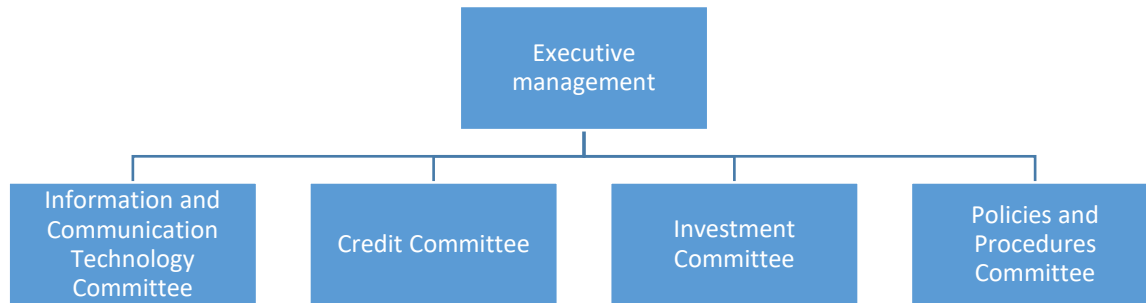 Executive
management
Information and
Communication
Technology
Committee
Credit Committee
Investment
Committee
Policies and
Procedures
Committee